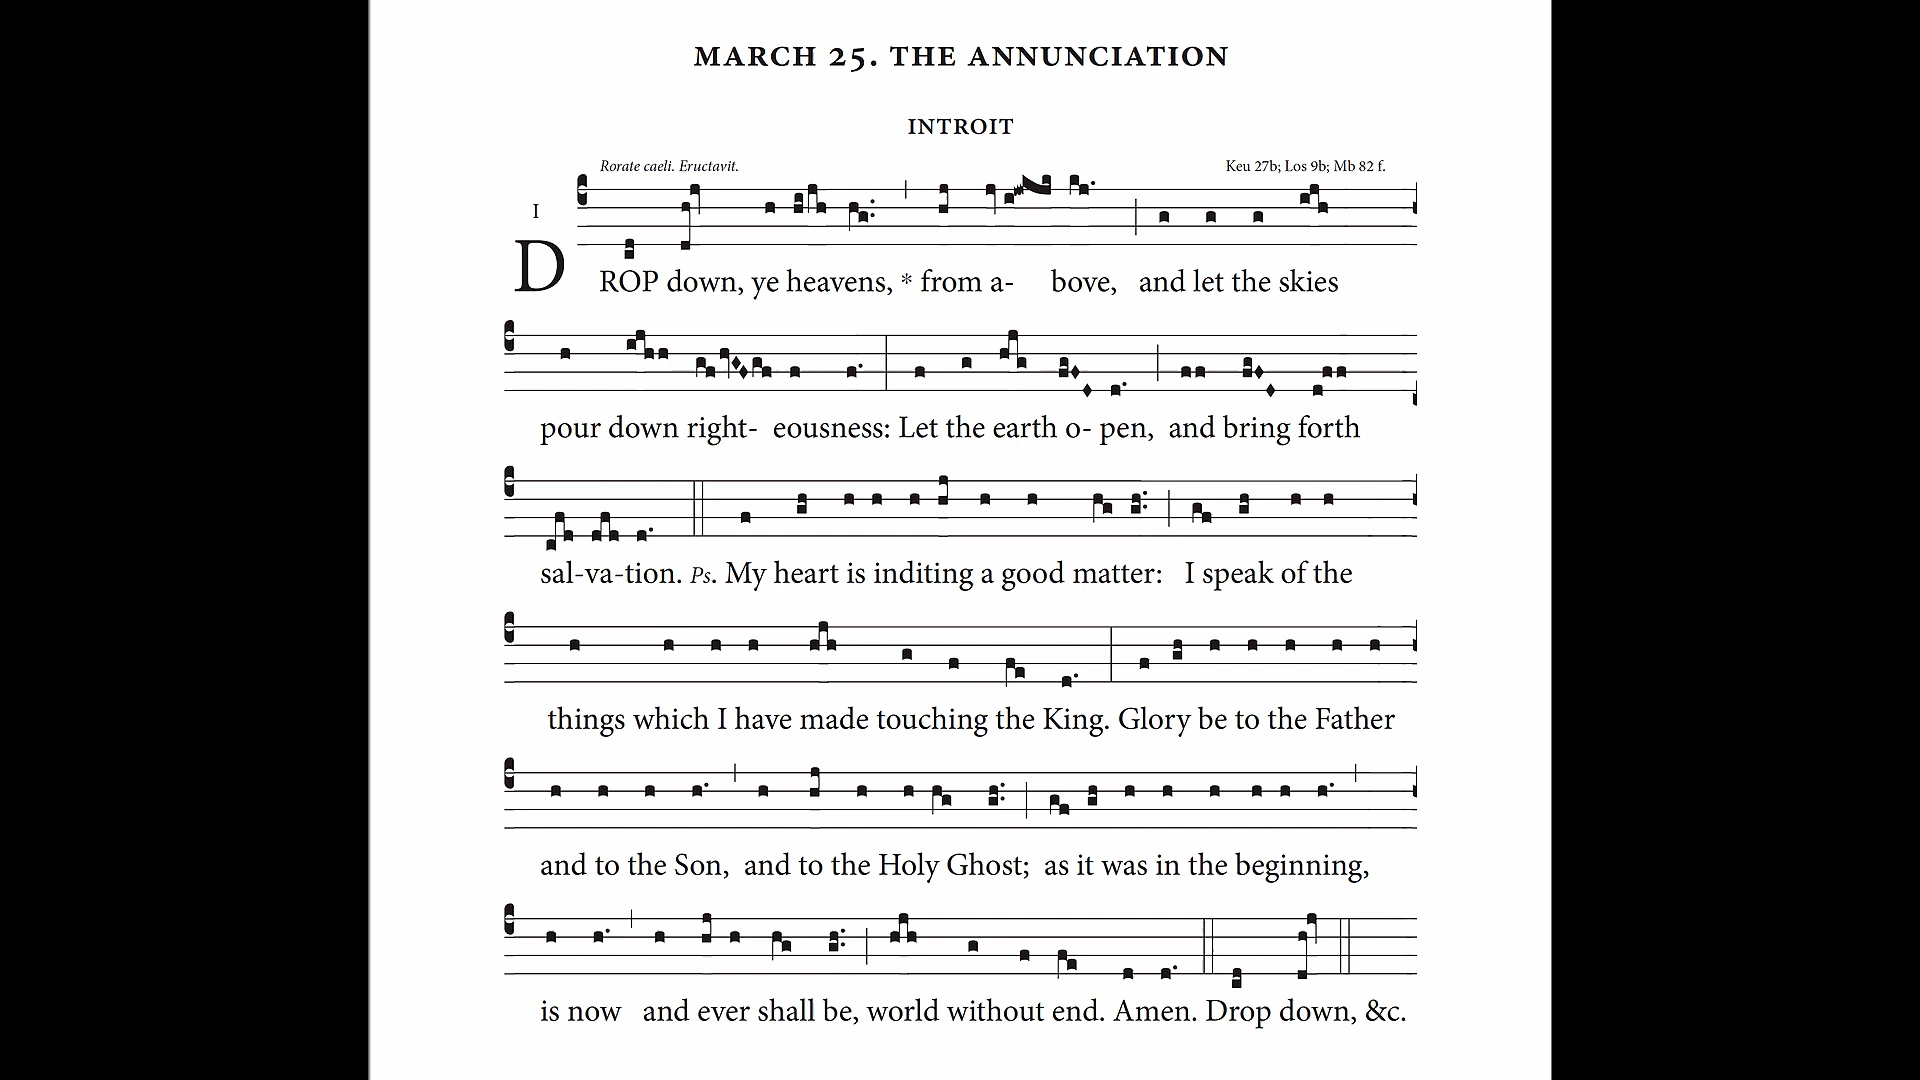 MARCH 25. THE ANNUNCIATION
INTROIT
Rorate caeli. Eructavit.
Keu 27b; Los 9b; Mb 82 f.
I
DROP down, ye heavens, * from a- bove, and let the skies
pour down right- eousness: Let the earth o- pen, and bring forth
sal-va-tion. Ps. My heart is inditing a good matter: I speak of the
things which I have made touching the King. Glory be to the Father
and to the Son, and to the Holy Ghost; as it was in the beginning,
is now and ever shall be, world without end. Amen. Drop down, &c.